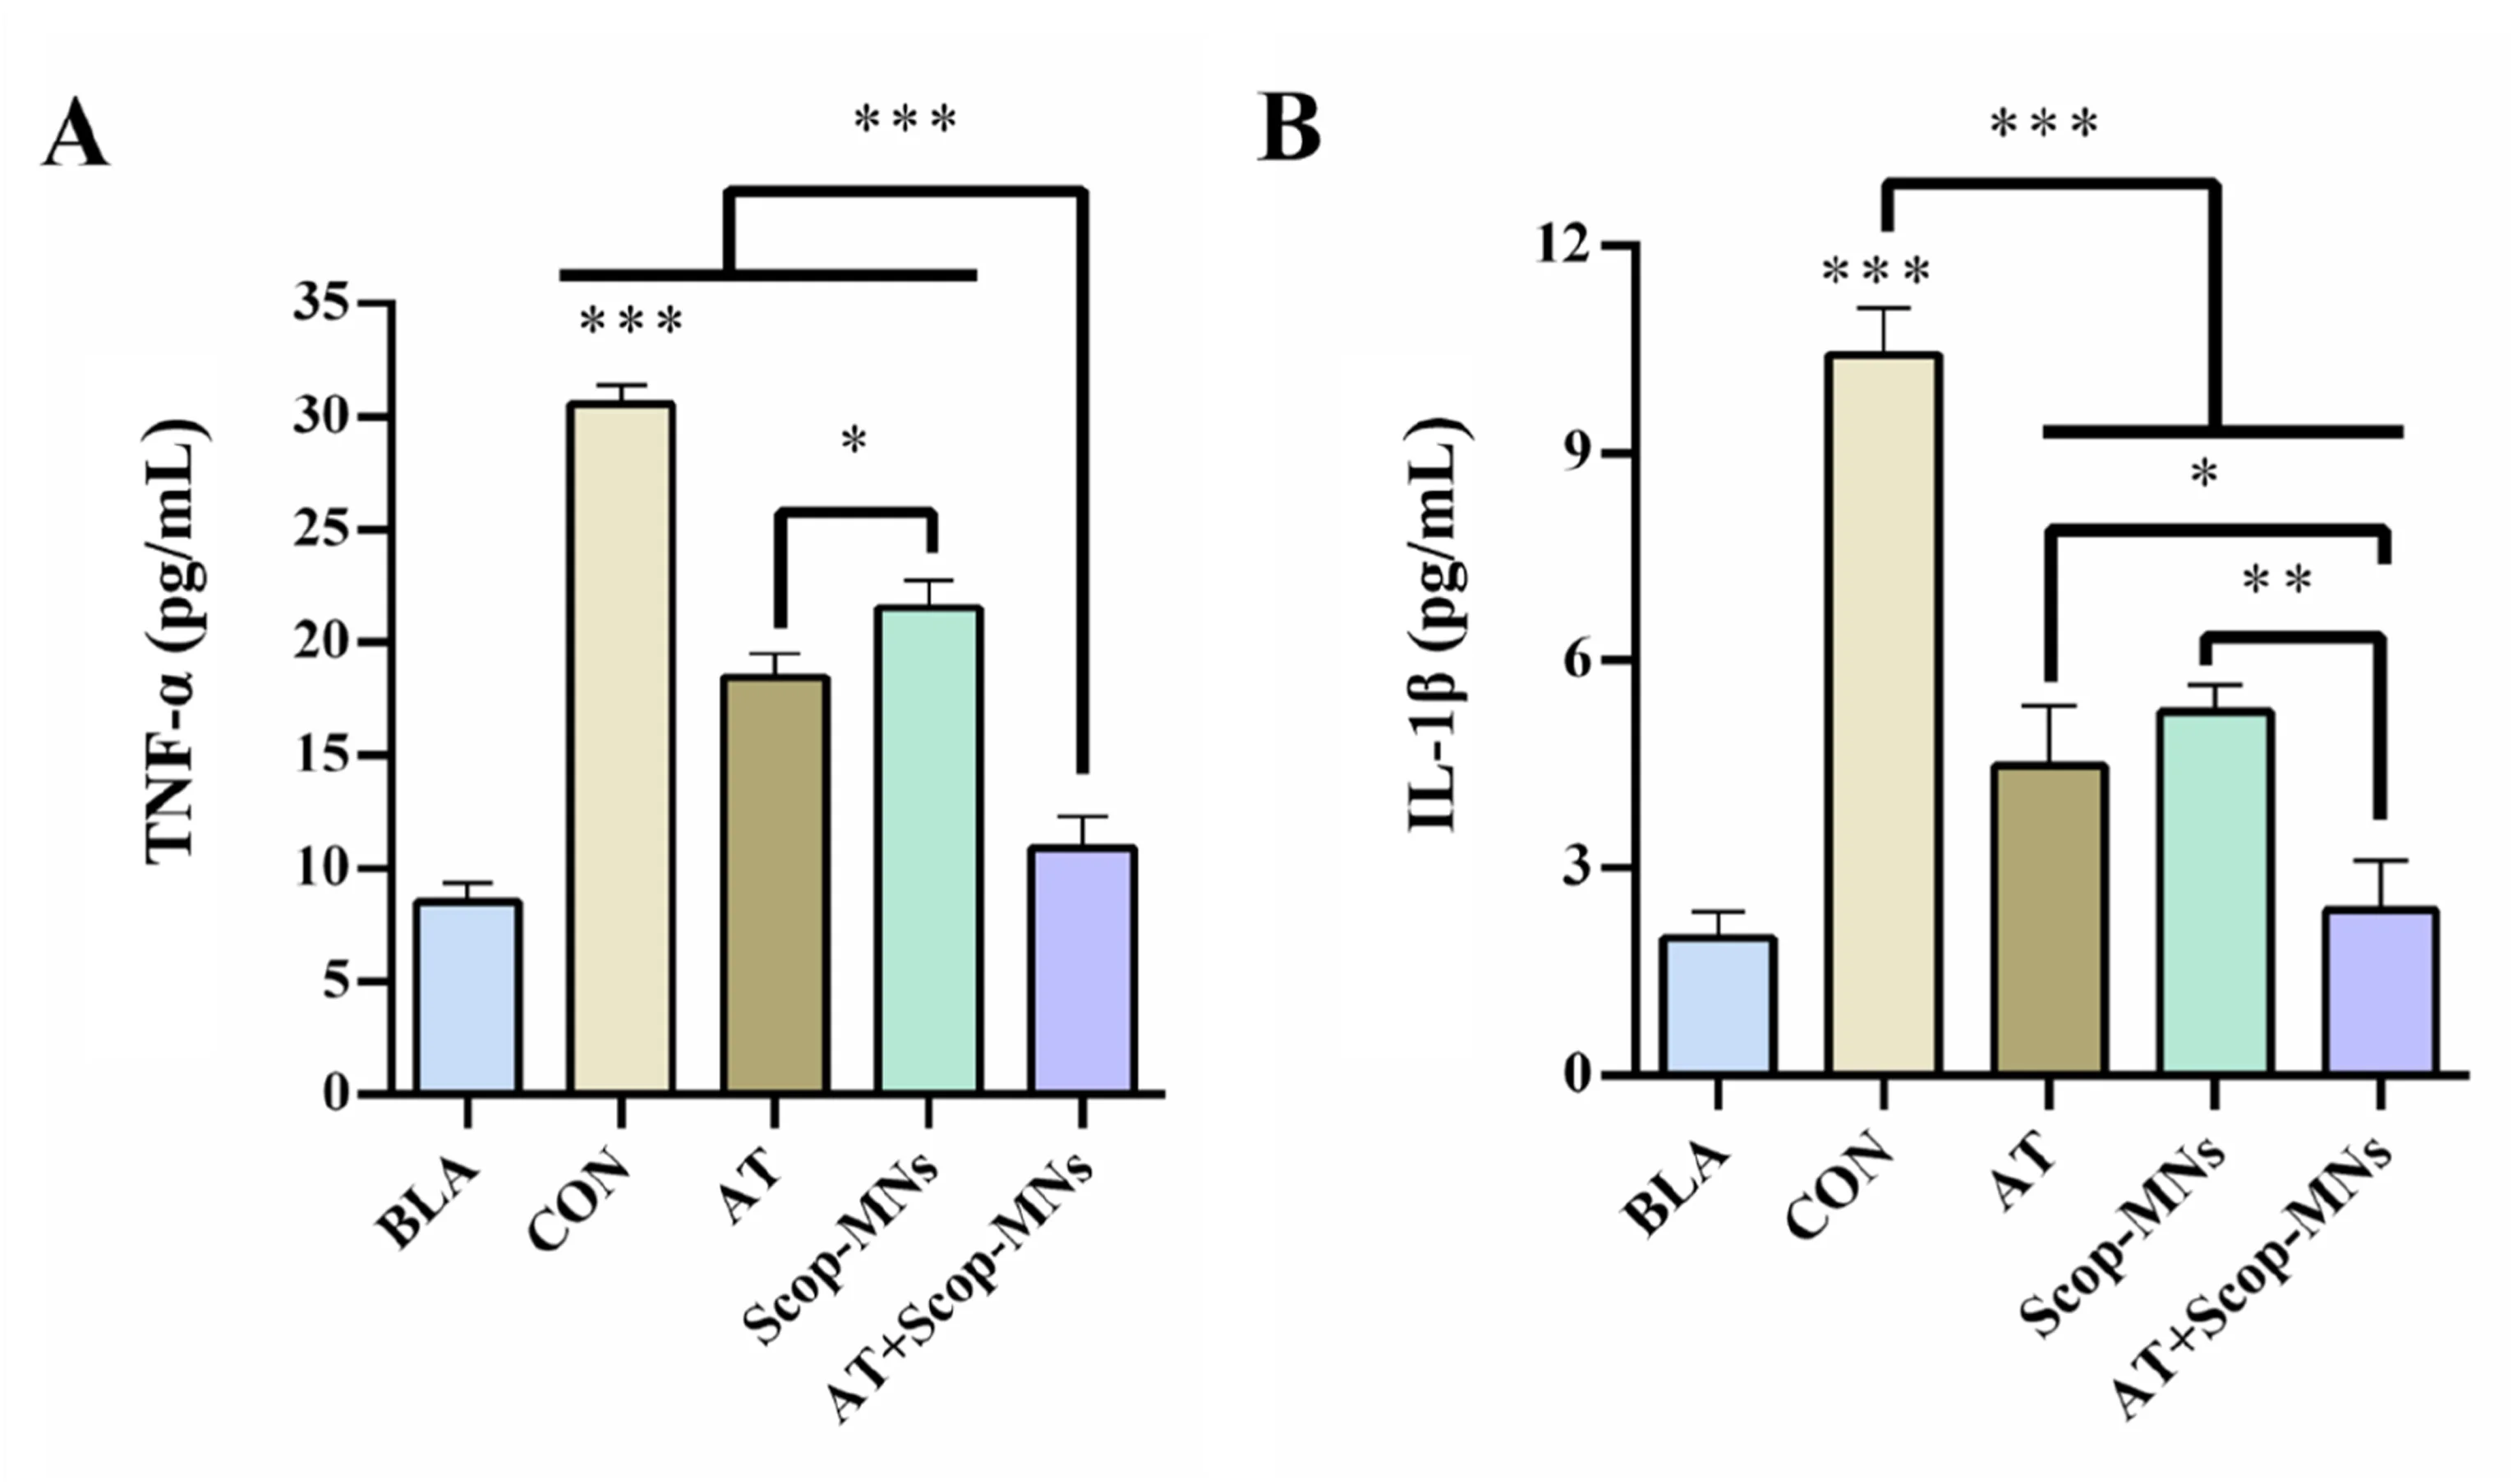 A
***
35
***
30
*
25
20
15
10
5
0
TNF-α (pg/mL)
BLA
CON
AT
Scop-MNs
AT+Scop-MNs
B
***
12
***
9
*
**
6
3
0
IL-1β (pg/mL)
BLA
CON
AT
Scop-MNs
AT+Scop-MNs